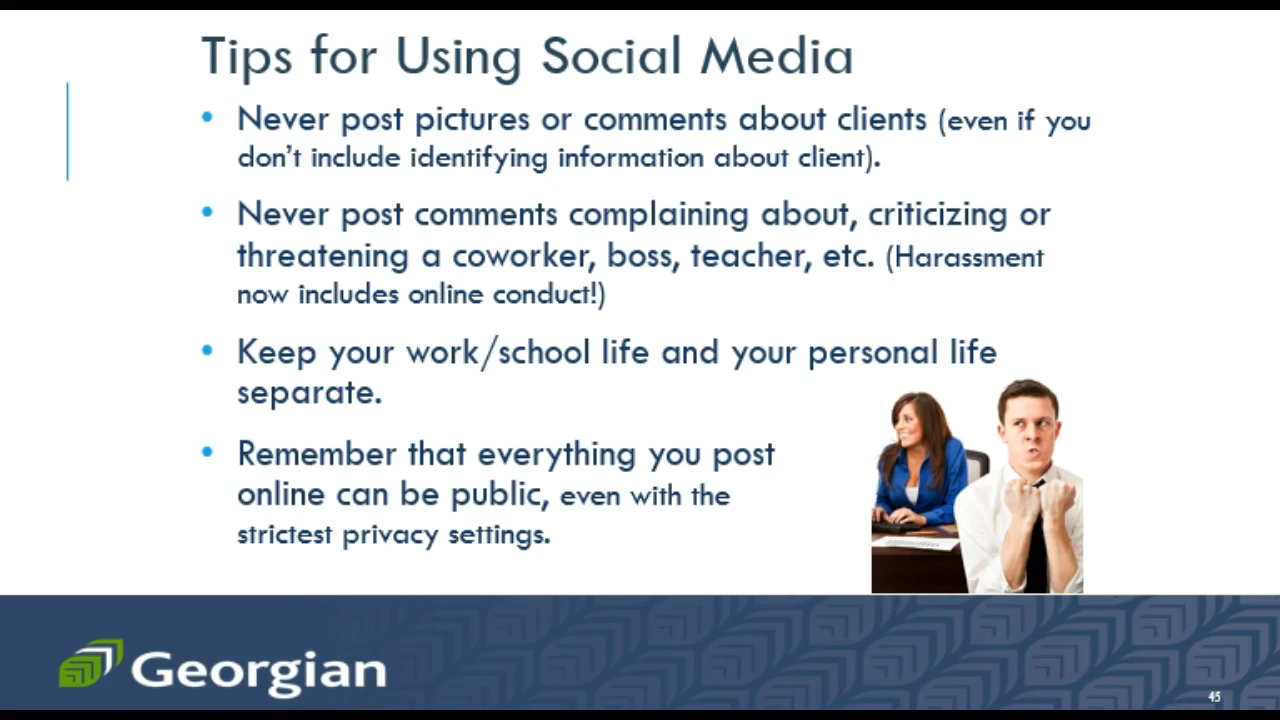 Tips for Using Social Media
• Never post pictures or comments about clients (even if you
don't include identifying information about client).
• Never post comments complaining about, criticizing or
threatening a coworker, boss, teacher, etc. (Harassment
now includes online conduct!)
• Keep your work/school life and your personal life
separate.
• Remember that everything you post
online can be public, even with the
strictest privacy settings.
Georgian
45